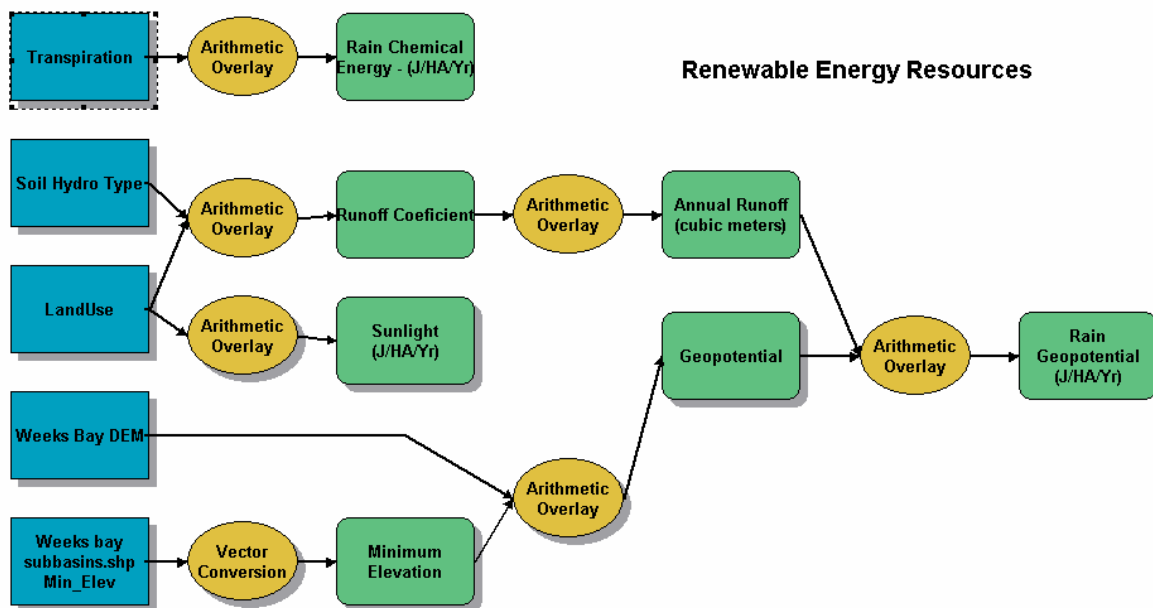 Transpiration
Arithmetic
Overlay
Rain Chemical
Energy - (J/HA/Yr)
Renewable Energy Resources
Soil Hydro Type
Arithmetic
Overlay
Runoff Coeficient
Arithmetic
Overlay
Annual Runoff
(cubic meters)
LandUse
Arithmetic
Overlay
Sunlight
(J/HA/Yr)
Geopotential
Arithmetic
Overlay
Rain
Geopotential
(J/HA/Yr)
Weeks Bay DEM
Arithmetic
Overlay
Weeks bay
subbasins.shp
Min_Elev
Vector
Conversion
Minimum
Elevation